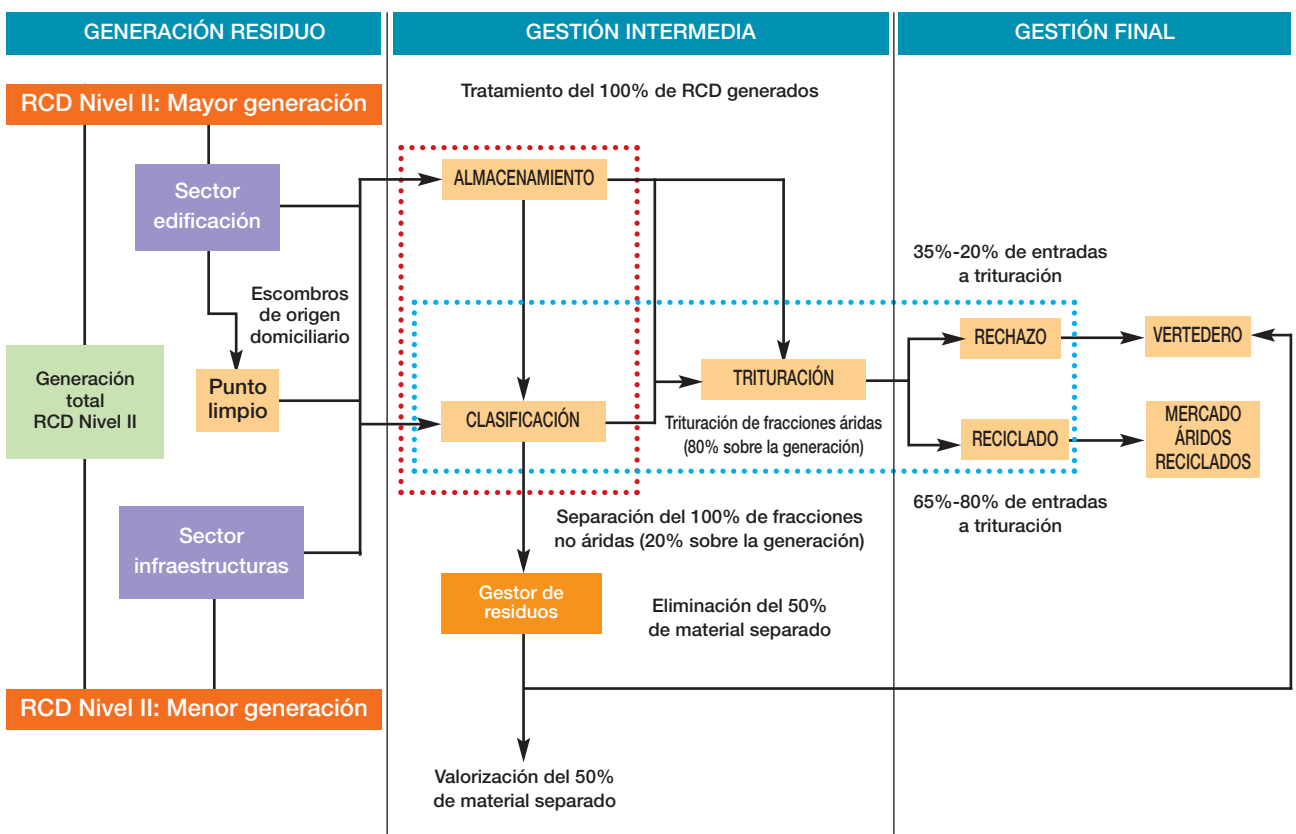 GENERACIÓN RESIDUO
GESTIÓN INTERMEDIA
GESTIÓN FINAL
RCD Nivel II: Mayor generación
Tratamiento del 100% de RCD generados
Sector
edificación
ALMACENAMIENTO
Escombros
de origen
domiciliario
35%-20% de entradas
a trituración
Generación
total
RCD Nivel II
Punto
limpio
CLASIFICACIÓN
TRITURACIÓN
Trituración de fracciones áridas
(80% sobre la generación)
RECHAZO
VERTEDERO
RECICLADO
MERCADO
ÁRIDOS
RECICLADOS
65%-80% de entradas
a trituración
Sector
infraestructuras
Separación del 100% de fracciones
no áridas (20% sobre la generación)
Gestor de
residuos
Eliminación del 50%
de material separado
RCD Nivel II: Menor generación
Valorización del 50%
de material separado